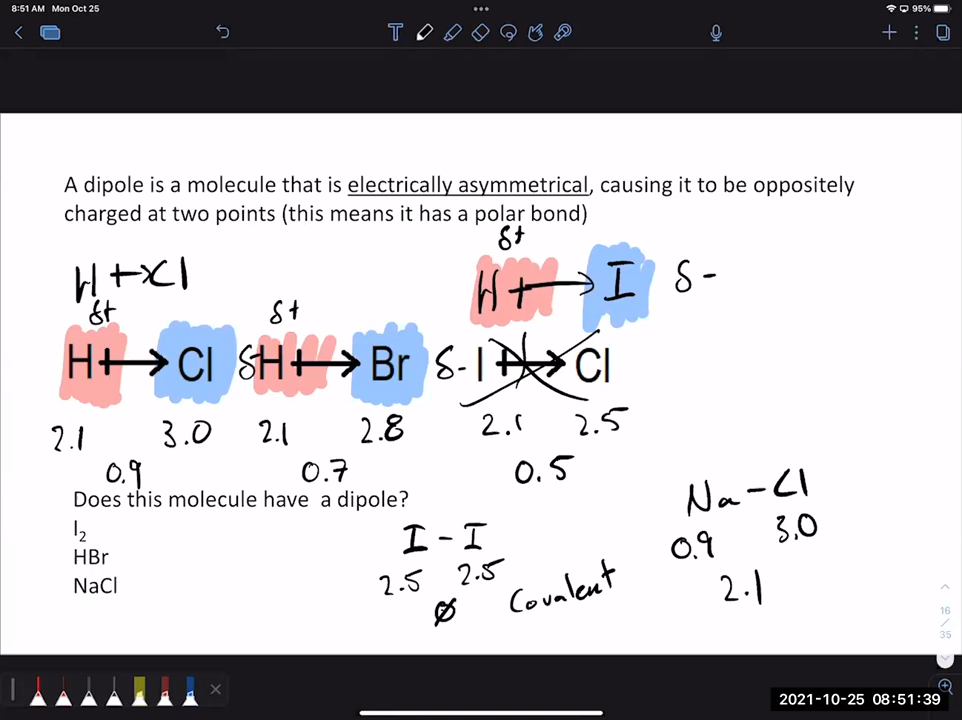 8:51 AM Mon Oct 25
95%
A dipole is a molecule that is electrically asymmetrical, causing it to be oppositely
charged at two points (this means it has a polar bond)
δ+
H Cl
H I δ-
δ+ δ+
H Cl δ- H Br δ- I Cl
2.1 3.0 2.1 2.8 2.5
0.9 0.7 0.5
Na - Cl
0.9 3.0
2.1
Does this molecule have a dipole?
I₂
HBr
NaCl
I - I
2.5 2.5
Covalent
16
/
35
2021-10-25 08:51:39